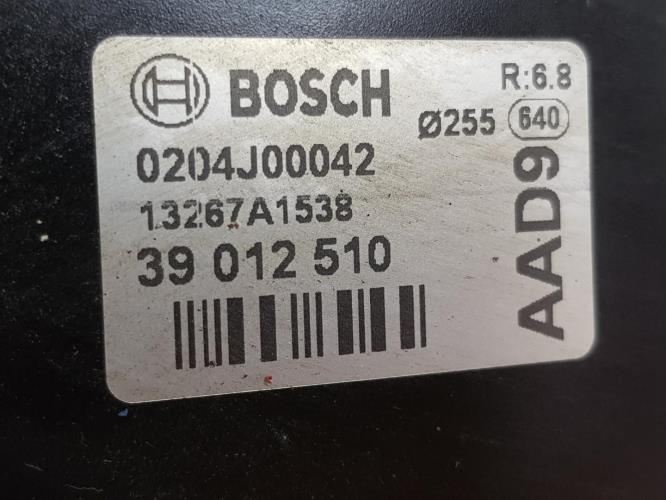 BOSCH
R:6.8
Ø255 640
0204J00042
13267A1538
39 012 510
AAD9